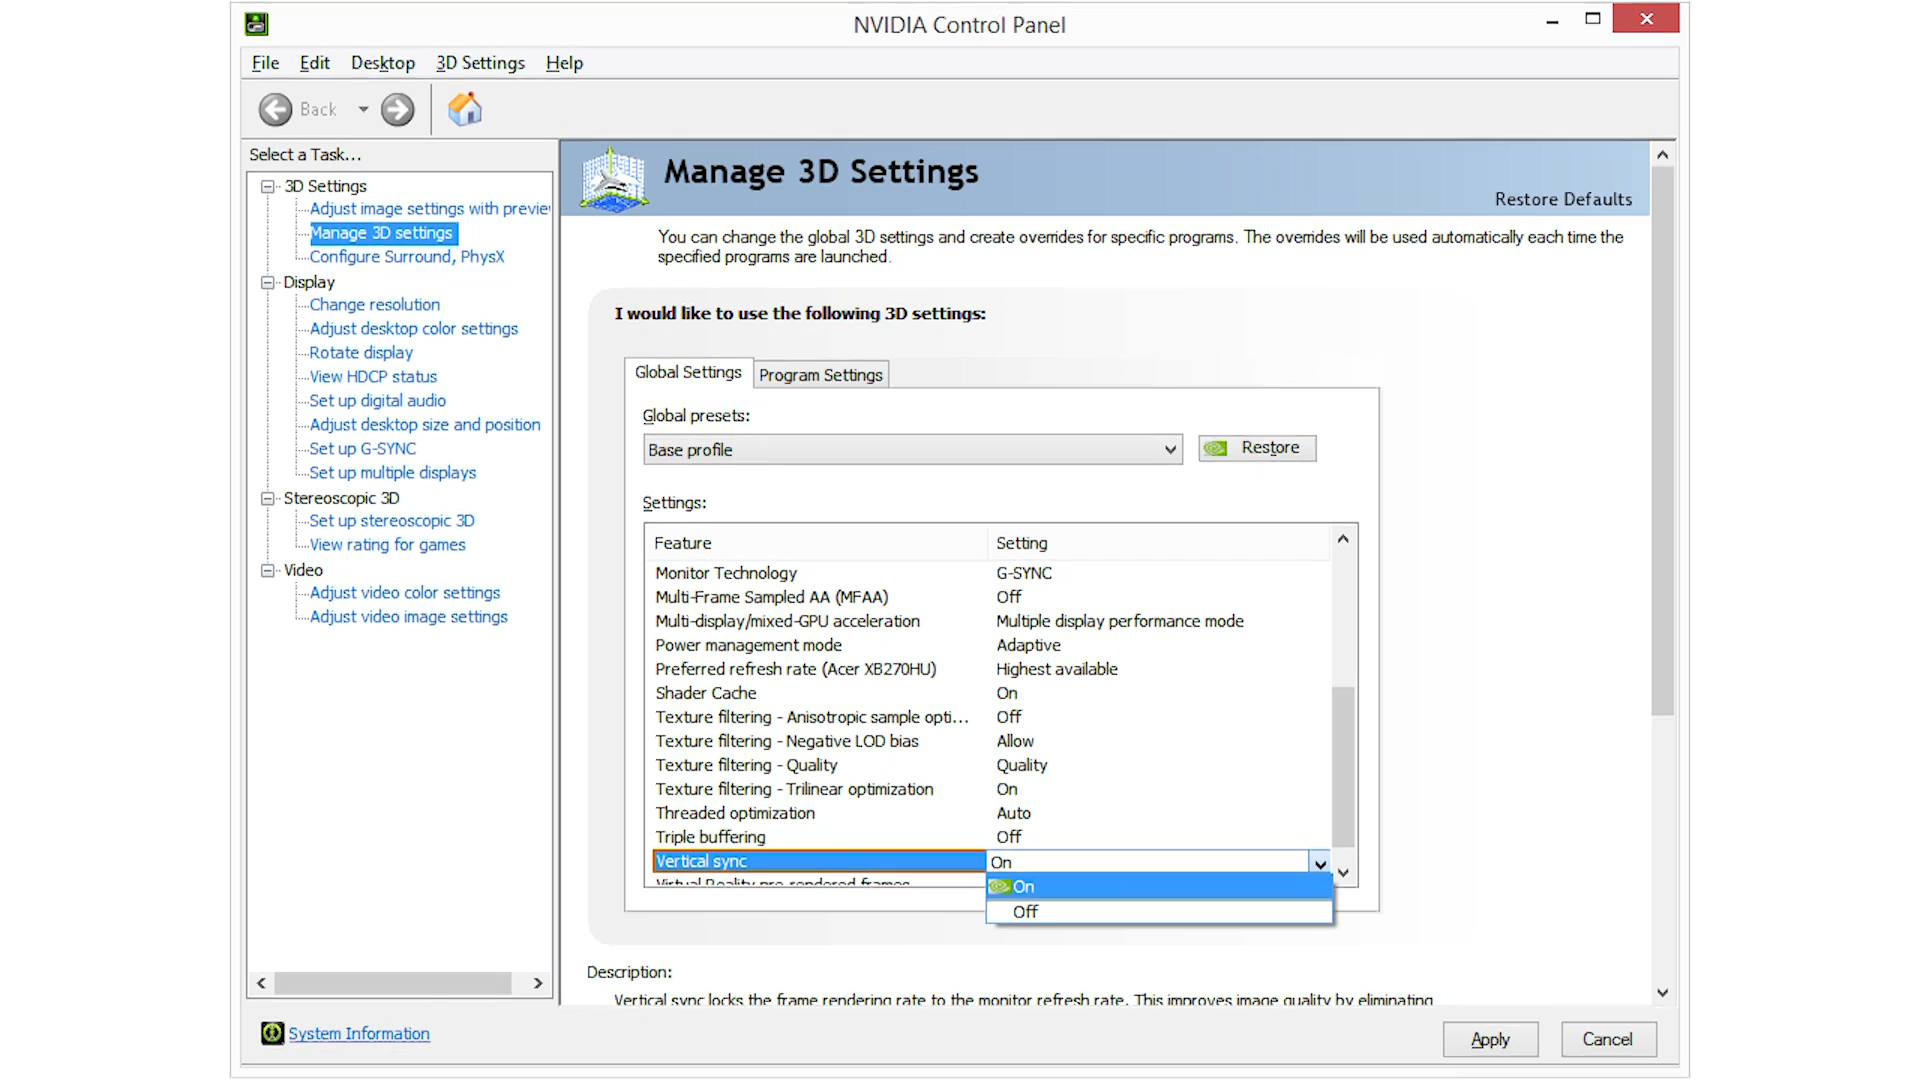 NVIDIA Control Panel
File Edit Desktop 3D Settings Help
Back
Select a Task...
3D Settings
Adjust image settings with previe
Manage 3D settings
Configure Surround, PhysX
Display
Change resolution
Adjust desktop color settings
Rotate display
View HDCP status
Set up digital audio
Adjust desktop size and position
Set up G-SYNC
Set up multiple displays
Stereoscopic 3D
Set up stereoscopic 3D
View rating for games
Video
Adjust video color settings
Adjust video image settings
System Information
Manage 3D Settings
Restore Defaults
You can change the global 3D settings and create overrides for specific programs. The overrides will be used automatically each time the
specified programs are launched.
I would like to use the following 3D settings:
Global Settings Program Settings
Global presets:
Base profile Restore
Settings:
Feature Setting
Monitor Technology G-SYNC
Multi-Frame Sampled AA (MFAA) Off
Multi-display/mixed-GPU acceleration Multiple display performance mode
Power management mode Adaptive
Preferred refresh rate (Acer XB270HU) Highest available
Shader Cache On
Texture filtering - Anisotropic sample opti... Off
Texture filtering - Negative LOD bias Allow
Texture filtering - Quality Quality
Texture filtering - Trilinear optimization On
Threaded optimization Auto
Triple buffering Off
Vertical sync On
Virtual Reality pre-rendered frames
On
Off
Description:
Vertical sync locks the frame rendering rate to the monitor refresh rate. This improves image quality by eliminating
Apply Cancel